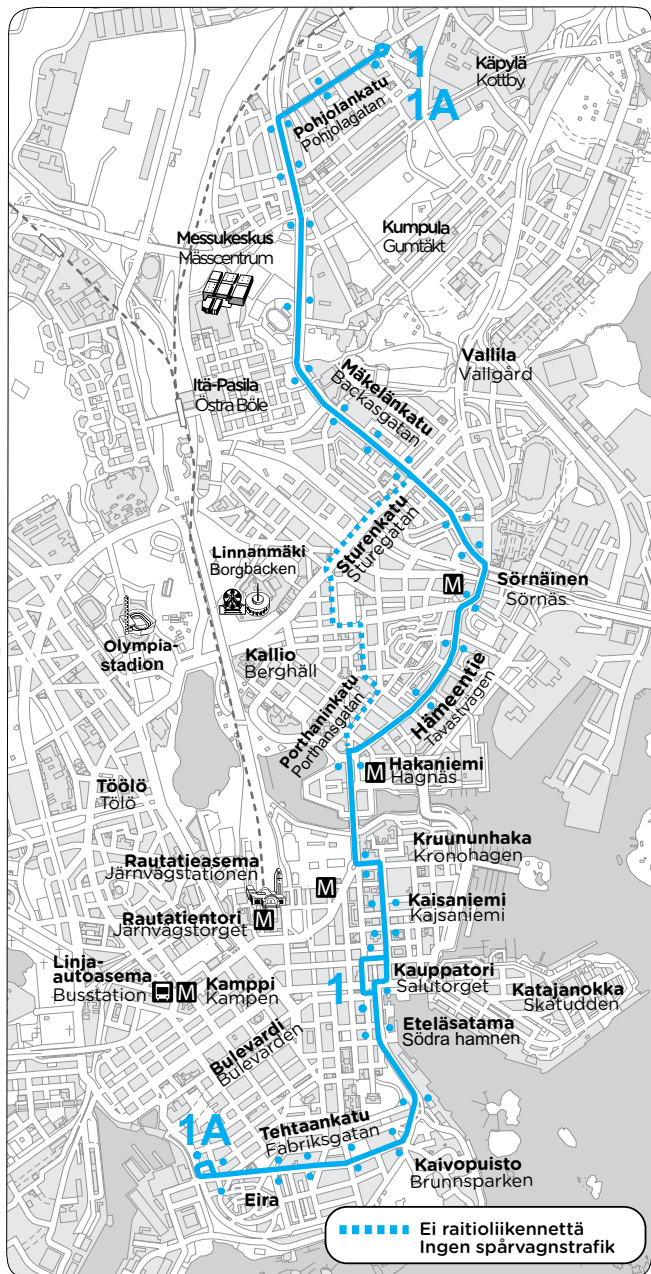 1
1A
Käpylä
Kottby
Pohjolankatu
Pohjolagatan
Kumpula
Gumtäkt
Messukeskus
Mässcentrum
Vallila
Vallgård
Mäkelänkatu
Backasgatan
Itä-Pasila
Östra Böle
Sturenkatu
Sturegatan
Linnanmäki
Borgbacken
M
Sörnäinen
Sörnäs
Olympia-
stadion
Kallio
Berghäll
Hämeentie
Tavastvägen
Porthaninkatu
Porthansgatan
M
Hakaniemi
Hagnäs
Töölö
Tölö
Kruununhaka
Kronohagen
Rautatieasema
Järnvägstationen
M
Kaisaniemi
Kajsaniemi
Rautatientori
Järnvägstorget
M
Linja-
autoasema
Busstation
M
Kamppi
Kampen
1
Kauppatori
Salutorget
Katajanokka
Skatudden
Eteläsatama
Södra hamnen
Bulevardi
Bulevarden
1A
Tehtaankatu
Fabriksgatan
Kaivopuisto
Brunnsparken
Eira
Ei raitioliikennettä
Ingen spårvagnstrafik